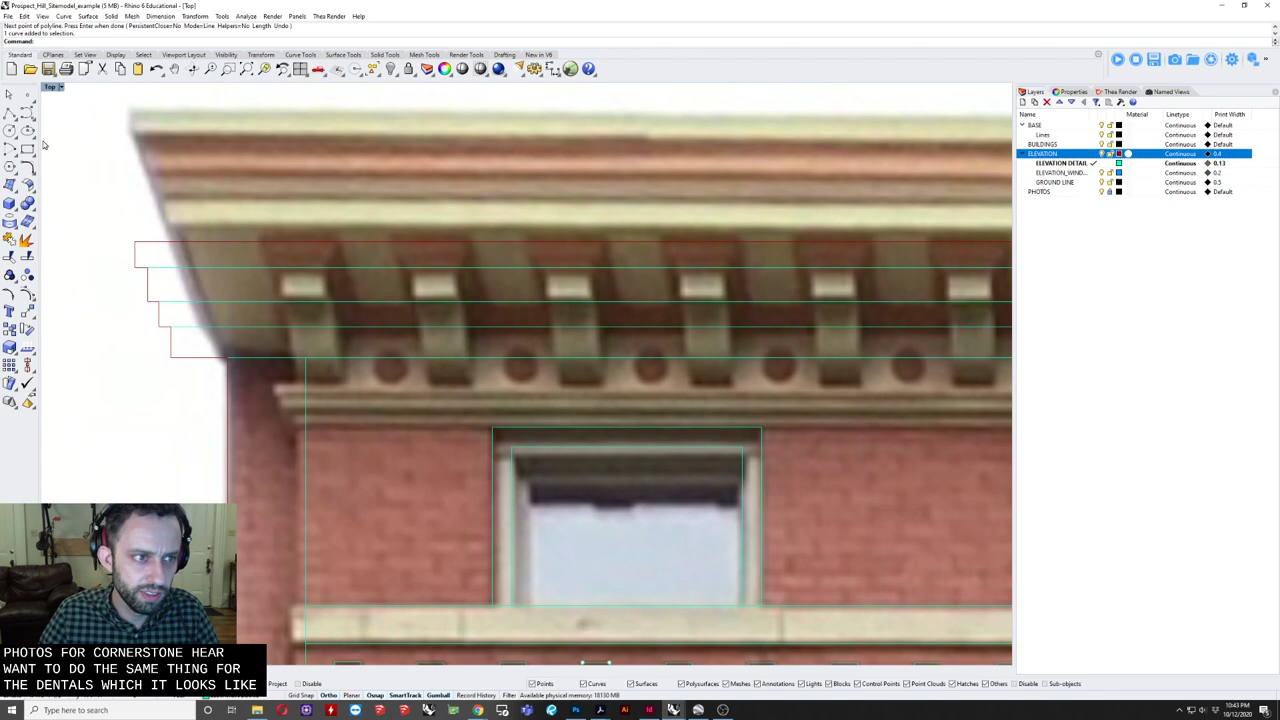 Prospect_Hill_Sitemodel_example (5 MB) - Rhino 6 Educational - [Top]
File Edit View Curve Surface Solid Mesh Dimension Transform Tools Analyze Render Panels Thea Render Help
Next point of polyline. Press Enter when done ( PersistentClose=No Mode=Line Helpers=No Length Undo )
1 curve added to selection.
Command:
Standard CPlanes Set View Display Select Viewport Layout Visibility Transform Curve Tools Surface Tools Solid Tools Mesh Tools Render Tools Drafting New in V6
Top
Layers Properties Thea Render Named Views
Name Material Linetype Print Width
BASE Continuous Default
Lines Continuous Default
BUILDINGS Continuous Default
ELEVATION Continuous 0.4
ELEVATION DETAIL Continuous 0.13
ELEVATION_WIND... Continuous 0.2
GROUND LINE Continuous 0.5
PHOTOS Continuous Default
PHOTOS FOR CORNERSTONE HEAR
WANT TO DO THE SAME THING FOR
THE DENTALS WHICH IT LOOKS LIKE
Project Disable Points Curves Surfaces Polysurfaces Meshes Annotations Lights Blocks Control Points Point Clouds Hatches Others Disable Sub-objects
Grid Snap Ortho Planar Osnap SmartTrack Gumball Record History Filter Available physical memory: 18130 MB
Type here to search
10:43 PM
10/12/2020